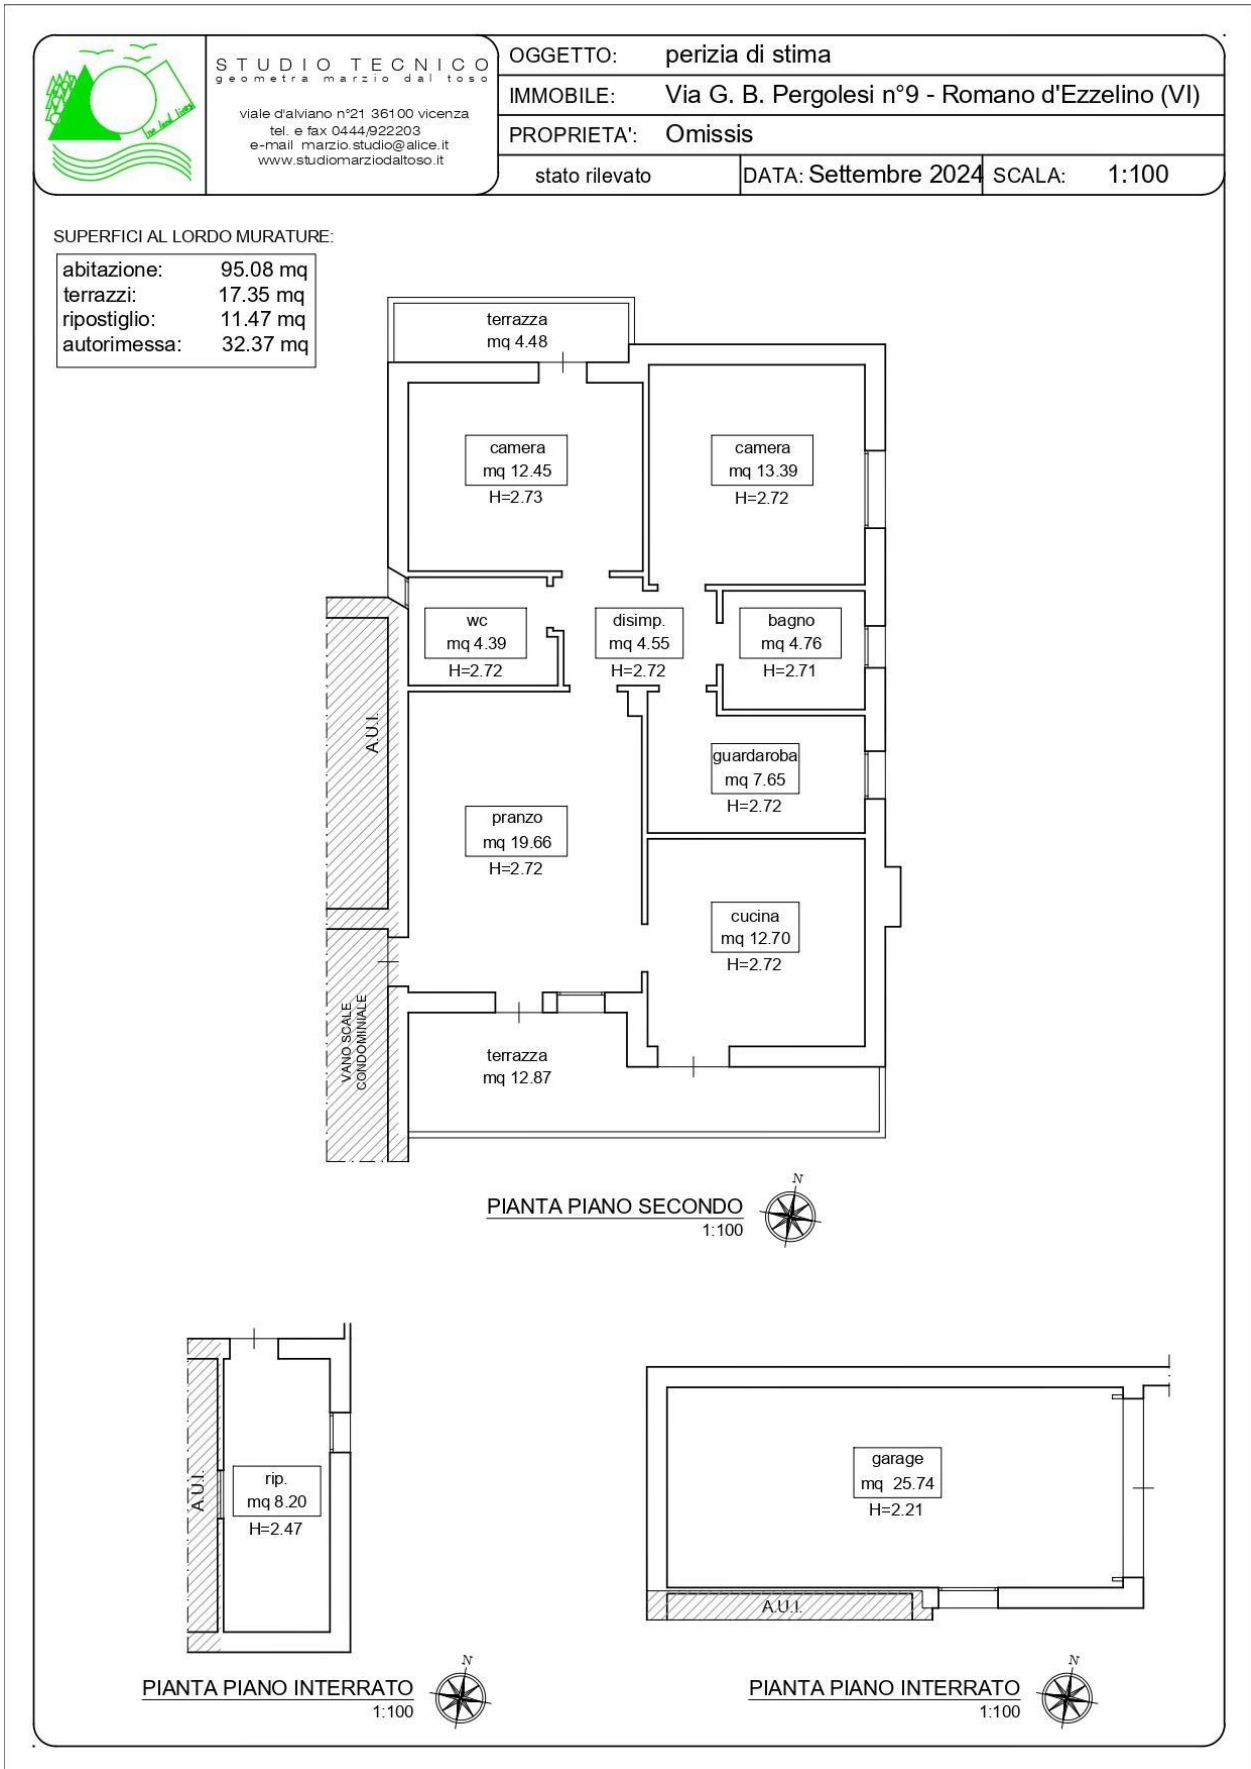 STUDIO TECNICO
geometra marzio dal toso
viale d'alviano n°21 36100 vicenza
tel. e fax 0444/922203
e-mail marzio.studio@alice.it
www.studiomarziodaltoso.it
OGGETTO: perizia di stima
IMMOBILE: Via G. B. Pergolesi n°9 - Romano d'Ezzelino (VI)
PROPRIETA': Omissis
stato rilevato DATA: Settembre 2024 SCALA: 1:100
SUPERFICI AL LORDO MURATURE:
abitazione: 95.08 mq
terrazzi: 17.35 mq
ripostiglio: 11.47 mq
autorimessa: 32.37 mq
terrazza
mq 4.48
camera
mq 12.45
H=2.73
camera
mq 13.39
H=2.72
wc
mq 4.39
H=2.72
disimp.
mq 4.55
H=2.72
bagno
mq 4.76
H=2.71
A.U.I.
guardaroba
mq 7.65
H=2.72
pranzo
mq 19.66
H=2.72
cucina
mq 12.70
H=2.72
VANO SCALE
CONDOMINIALE
terrazza
mq 12.87
PIANTA PIANO SECONDO
1:100
N
A.U.I.
rip.
mq 8.20
H=2.47
garage
mq 25.74
H=2.21
A.U.I.
PIANTA PIANO INTERRATO
1:100
N
PIANTA PIANO INTERRATO
1:100
N